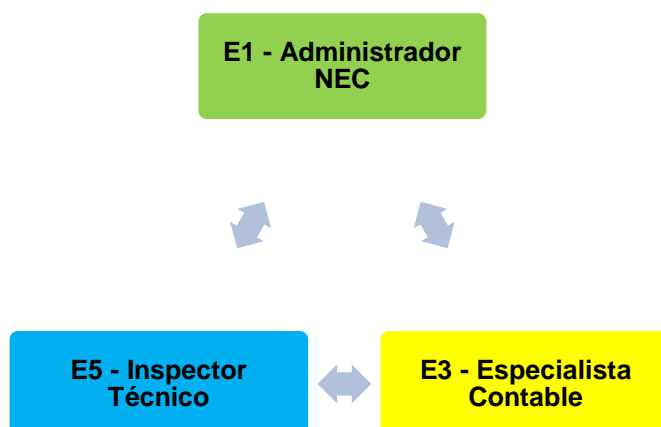 E1 - Administrador
NEC
E5 - Inspector
Técnico
E3 - Especialista
Contable